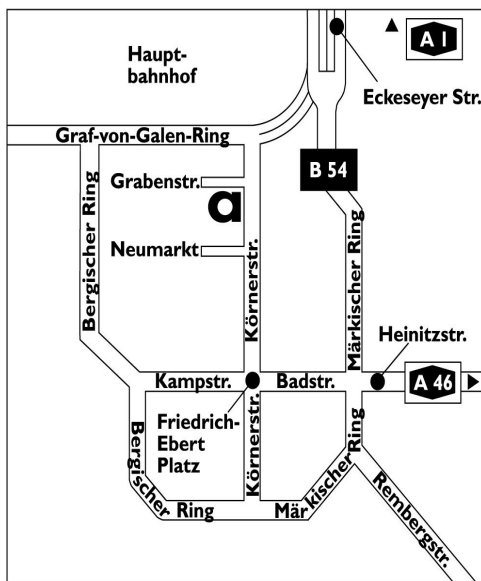 A 1
Haupt-
bahnhof
Eckeseyer Str.
Graf-von-Galen-Ring
B 54
Grabenstr.
a
Bergischer Ring
Märkischer Ring
Neumarkt
Körnerstr.
Heinitzstr.
Kampstr.
Badstr.
A 46
Friedrich-
Ebert
Platz
Körnerstr.
Bergischer Ring
Märkischer Ring
Rembergstr.